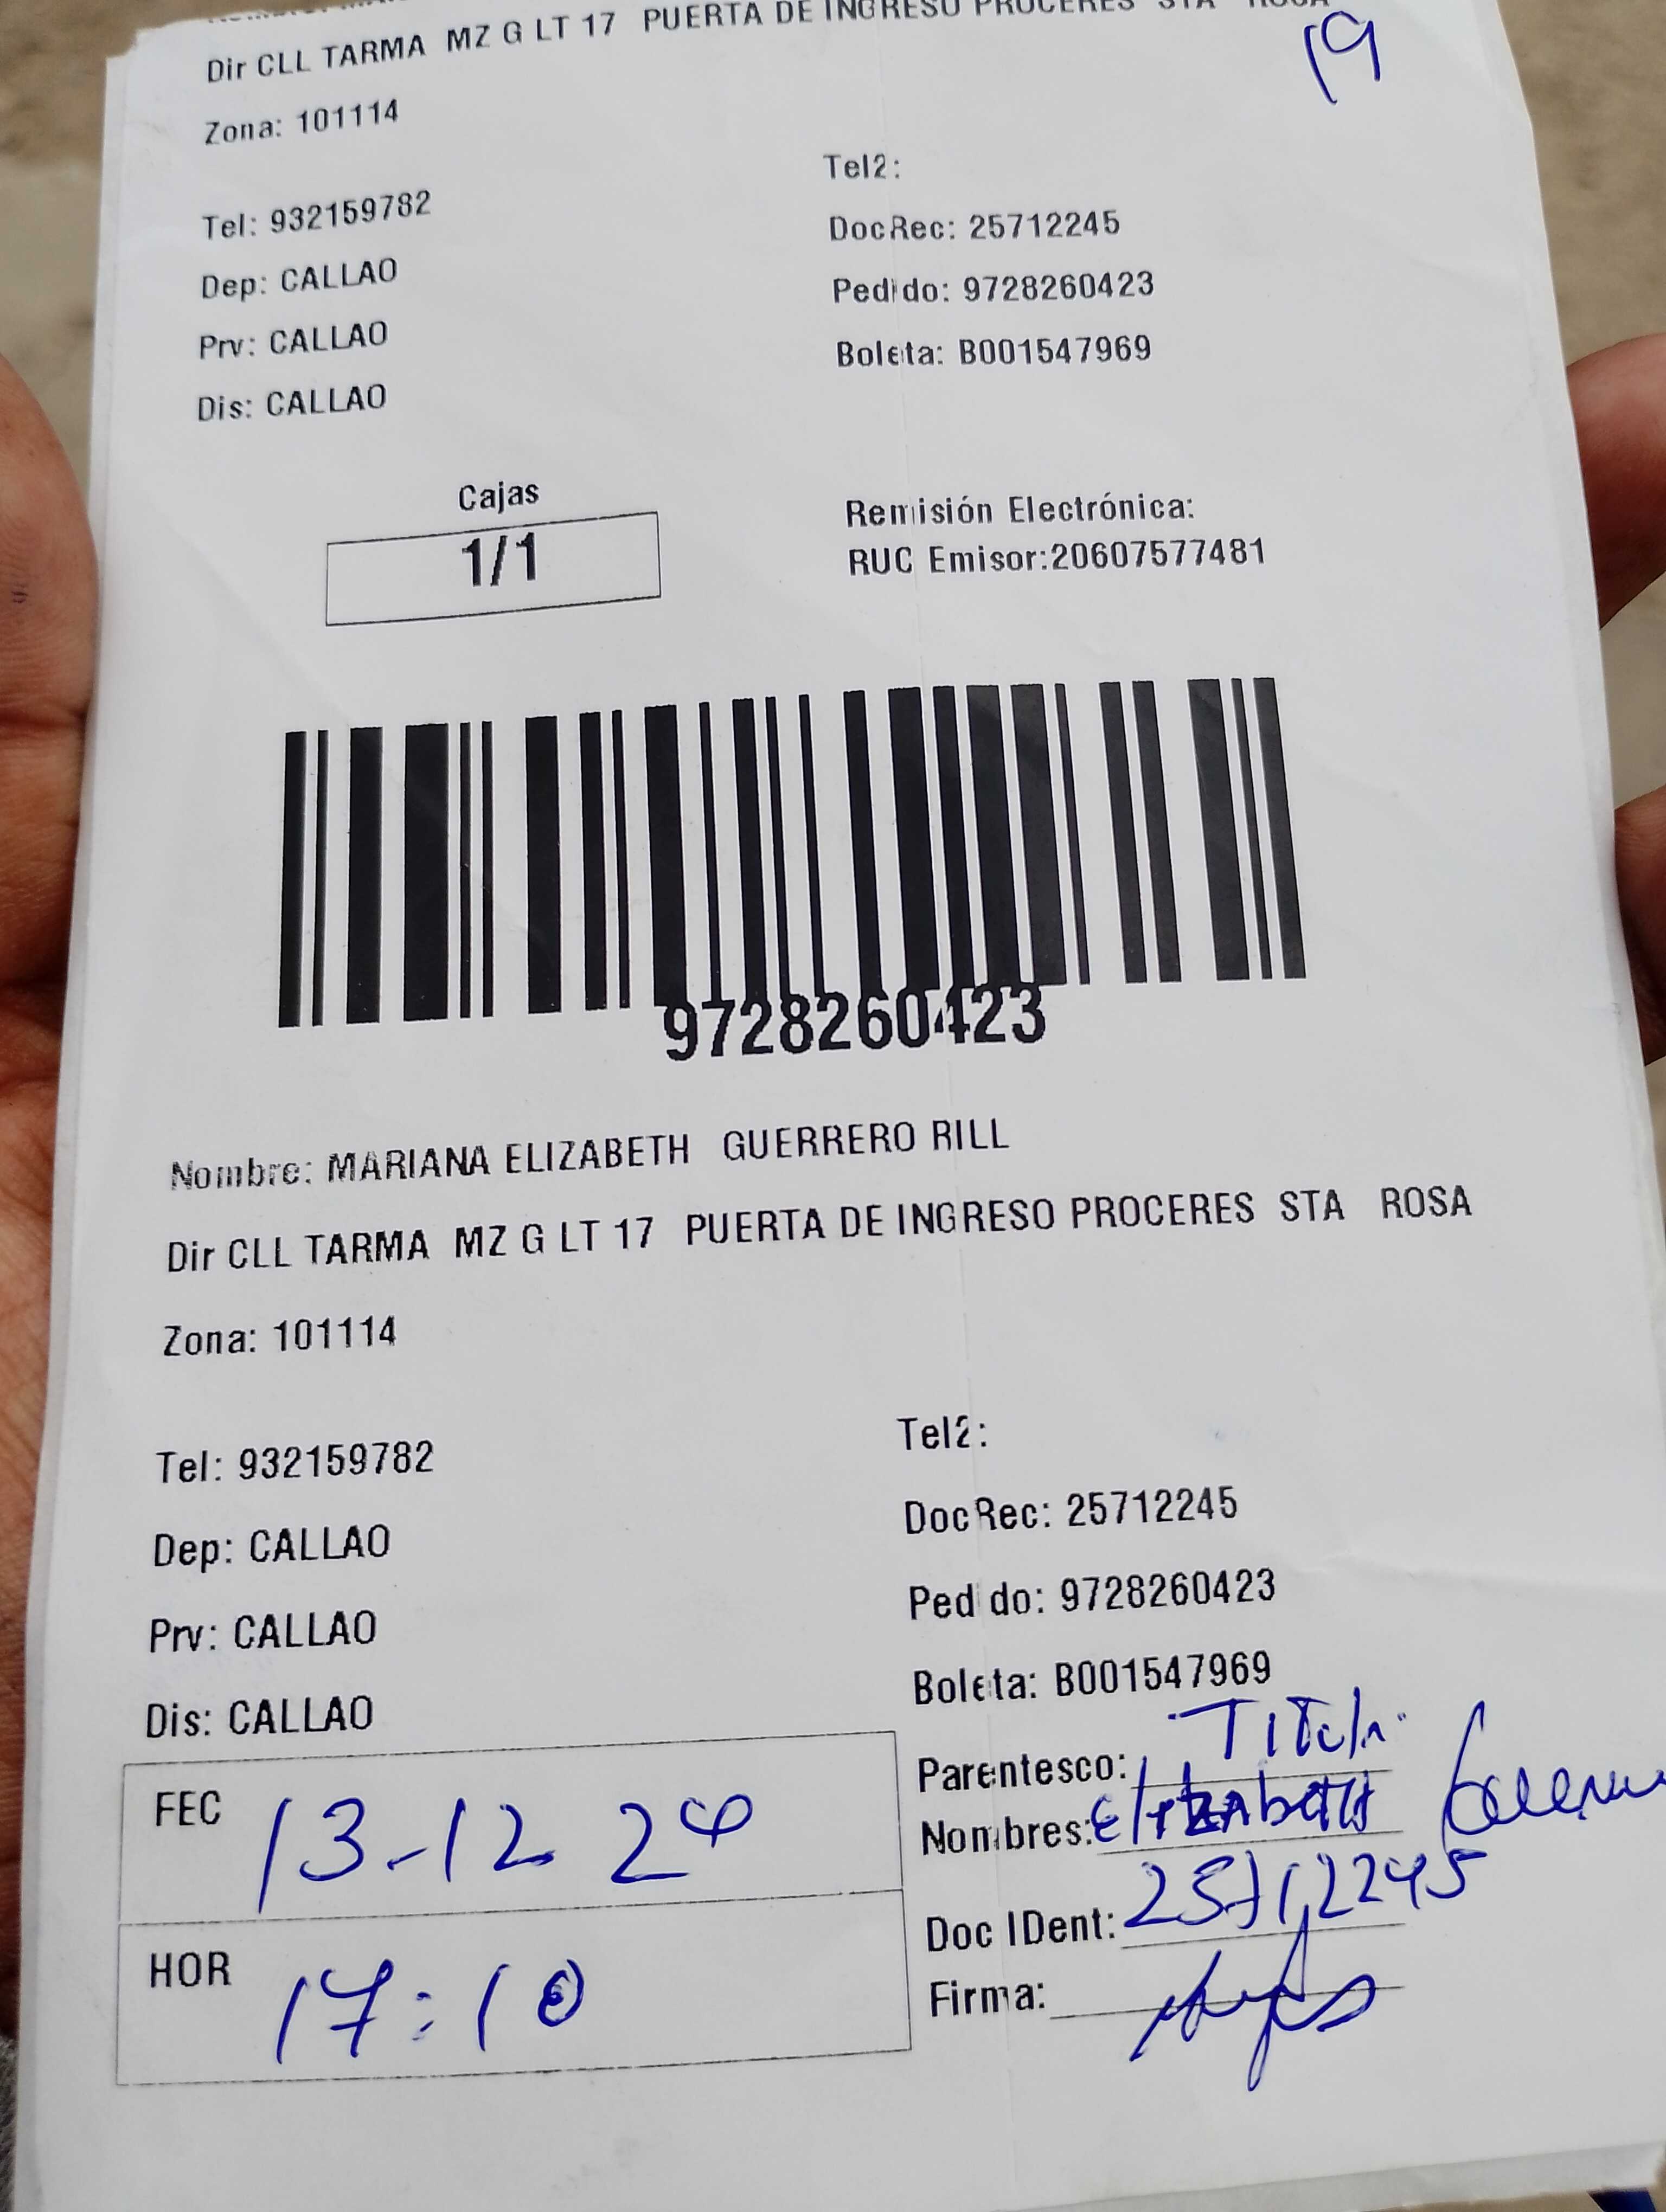 Dir CLL TARMA MZ G LT 17 PUERTA DE INGRESO PROCERES STA ROSA
19
Zona: 101114
Tel2:
Tel: 932159782
DocRec: 25712245
Dep: CALLAO
Pedido: 9728260423
Prv: CALLAO
Boleta: B001547969
Dis: CALLAO
Cajas
1/1
Remisión Electrónica:
RUC Emisor:20607577481
9728260423
Nombre: MARIANA ELIZABETH GUERRERO RILL
Dir CLL TARMA MZ G LT 17 PUERTA DE INGRESO PROCERES STA ROSA
Zona: 101114
Tel2:
Tel: 932159782
DocRec: 25712245
Dep: CALLAO
Pedido: 9728260423
Prv: CALLAO
Boleta: B001547969
Dis: CALLAO
FEC 13-12 24
HOR 17:10
Parentesco: Titular
Nombres: Elizabeth
Doc IDent: 25712245
Firma: